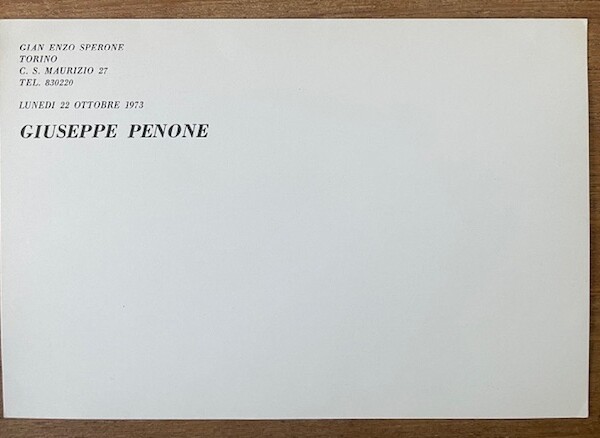 GIAN ENZO SPERONE
TORINO
C. S. MAURIZIO 27
TEL. 830220
LUNEDI 22 OTTOBRE 1973
GIUSEPPE PENONE